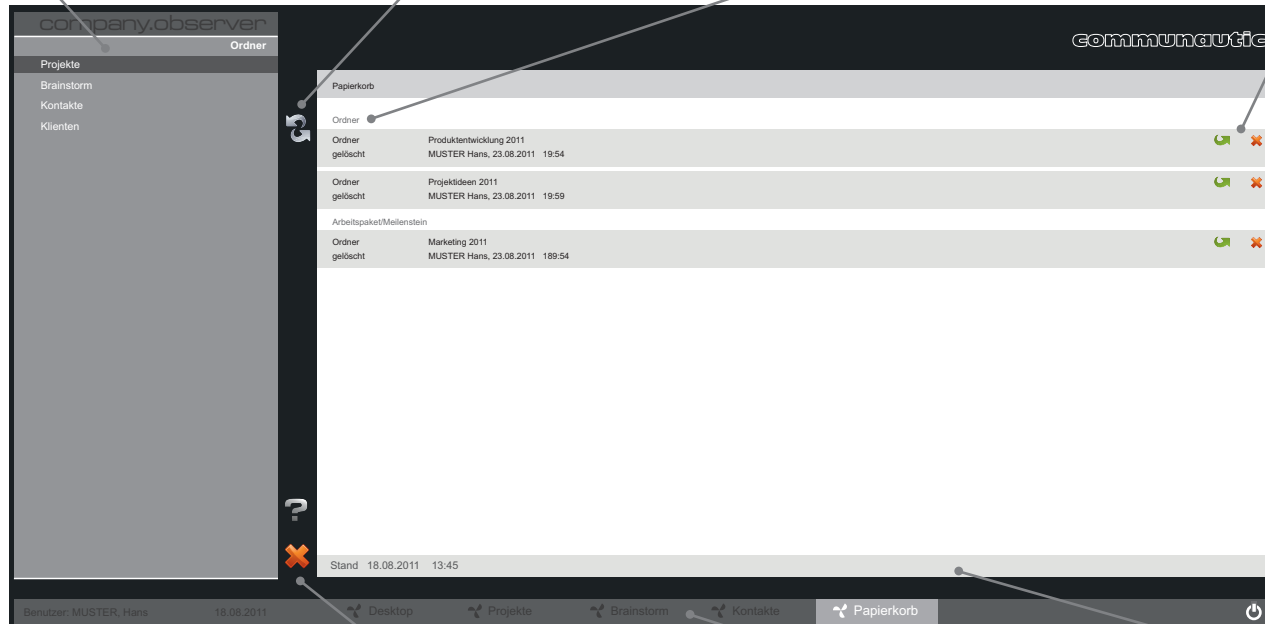 company.observer
Ordner
Projekte
Brainstorm
Kontakte
Klienten
communautic
Papierkorb
Ordner
Ordner Produktentwicklung 2011
gelöscht MUSTER Hans, 23.08.2011 19:54
Ordner Projektideen 2011
gelöscht MUSTER Hans, 23.08.2011 19:59
Arbeitspaket/Meilenstein
Ordner Marketing 2011
gelöscht MUSTER Hans, 23.08.2011 189:54
?
Stand 18.08.2011 13:45
Benutzer: MUSTER, Hans 18.08.2011 Desktop Projekte Brainstorm Kontakte Papierkorb